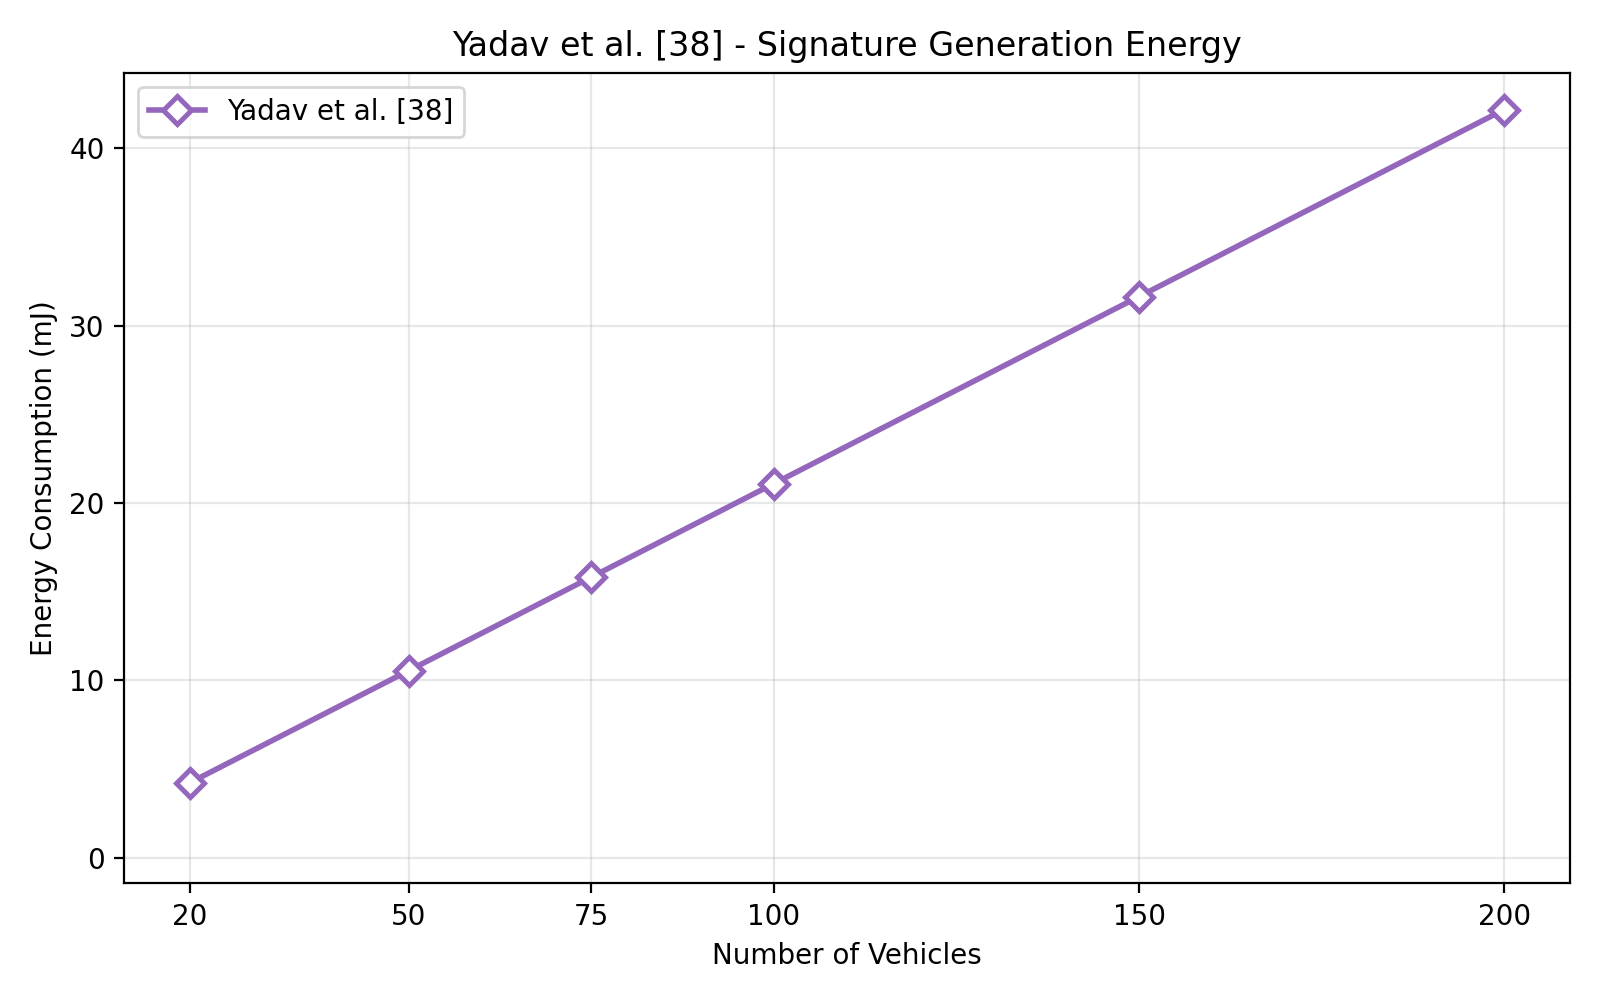 Yadav et al. [38] - Signature Generation Energy
Yadav et al. [38]
Energy Consumption (mJ)
40
30
20
10
0
20 50 75 100 150 200
Number of Vehicles